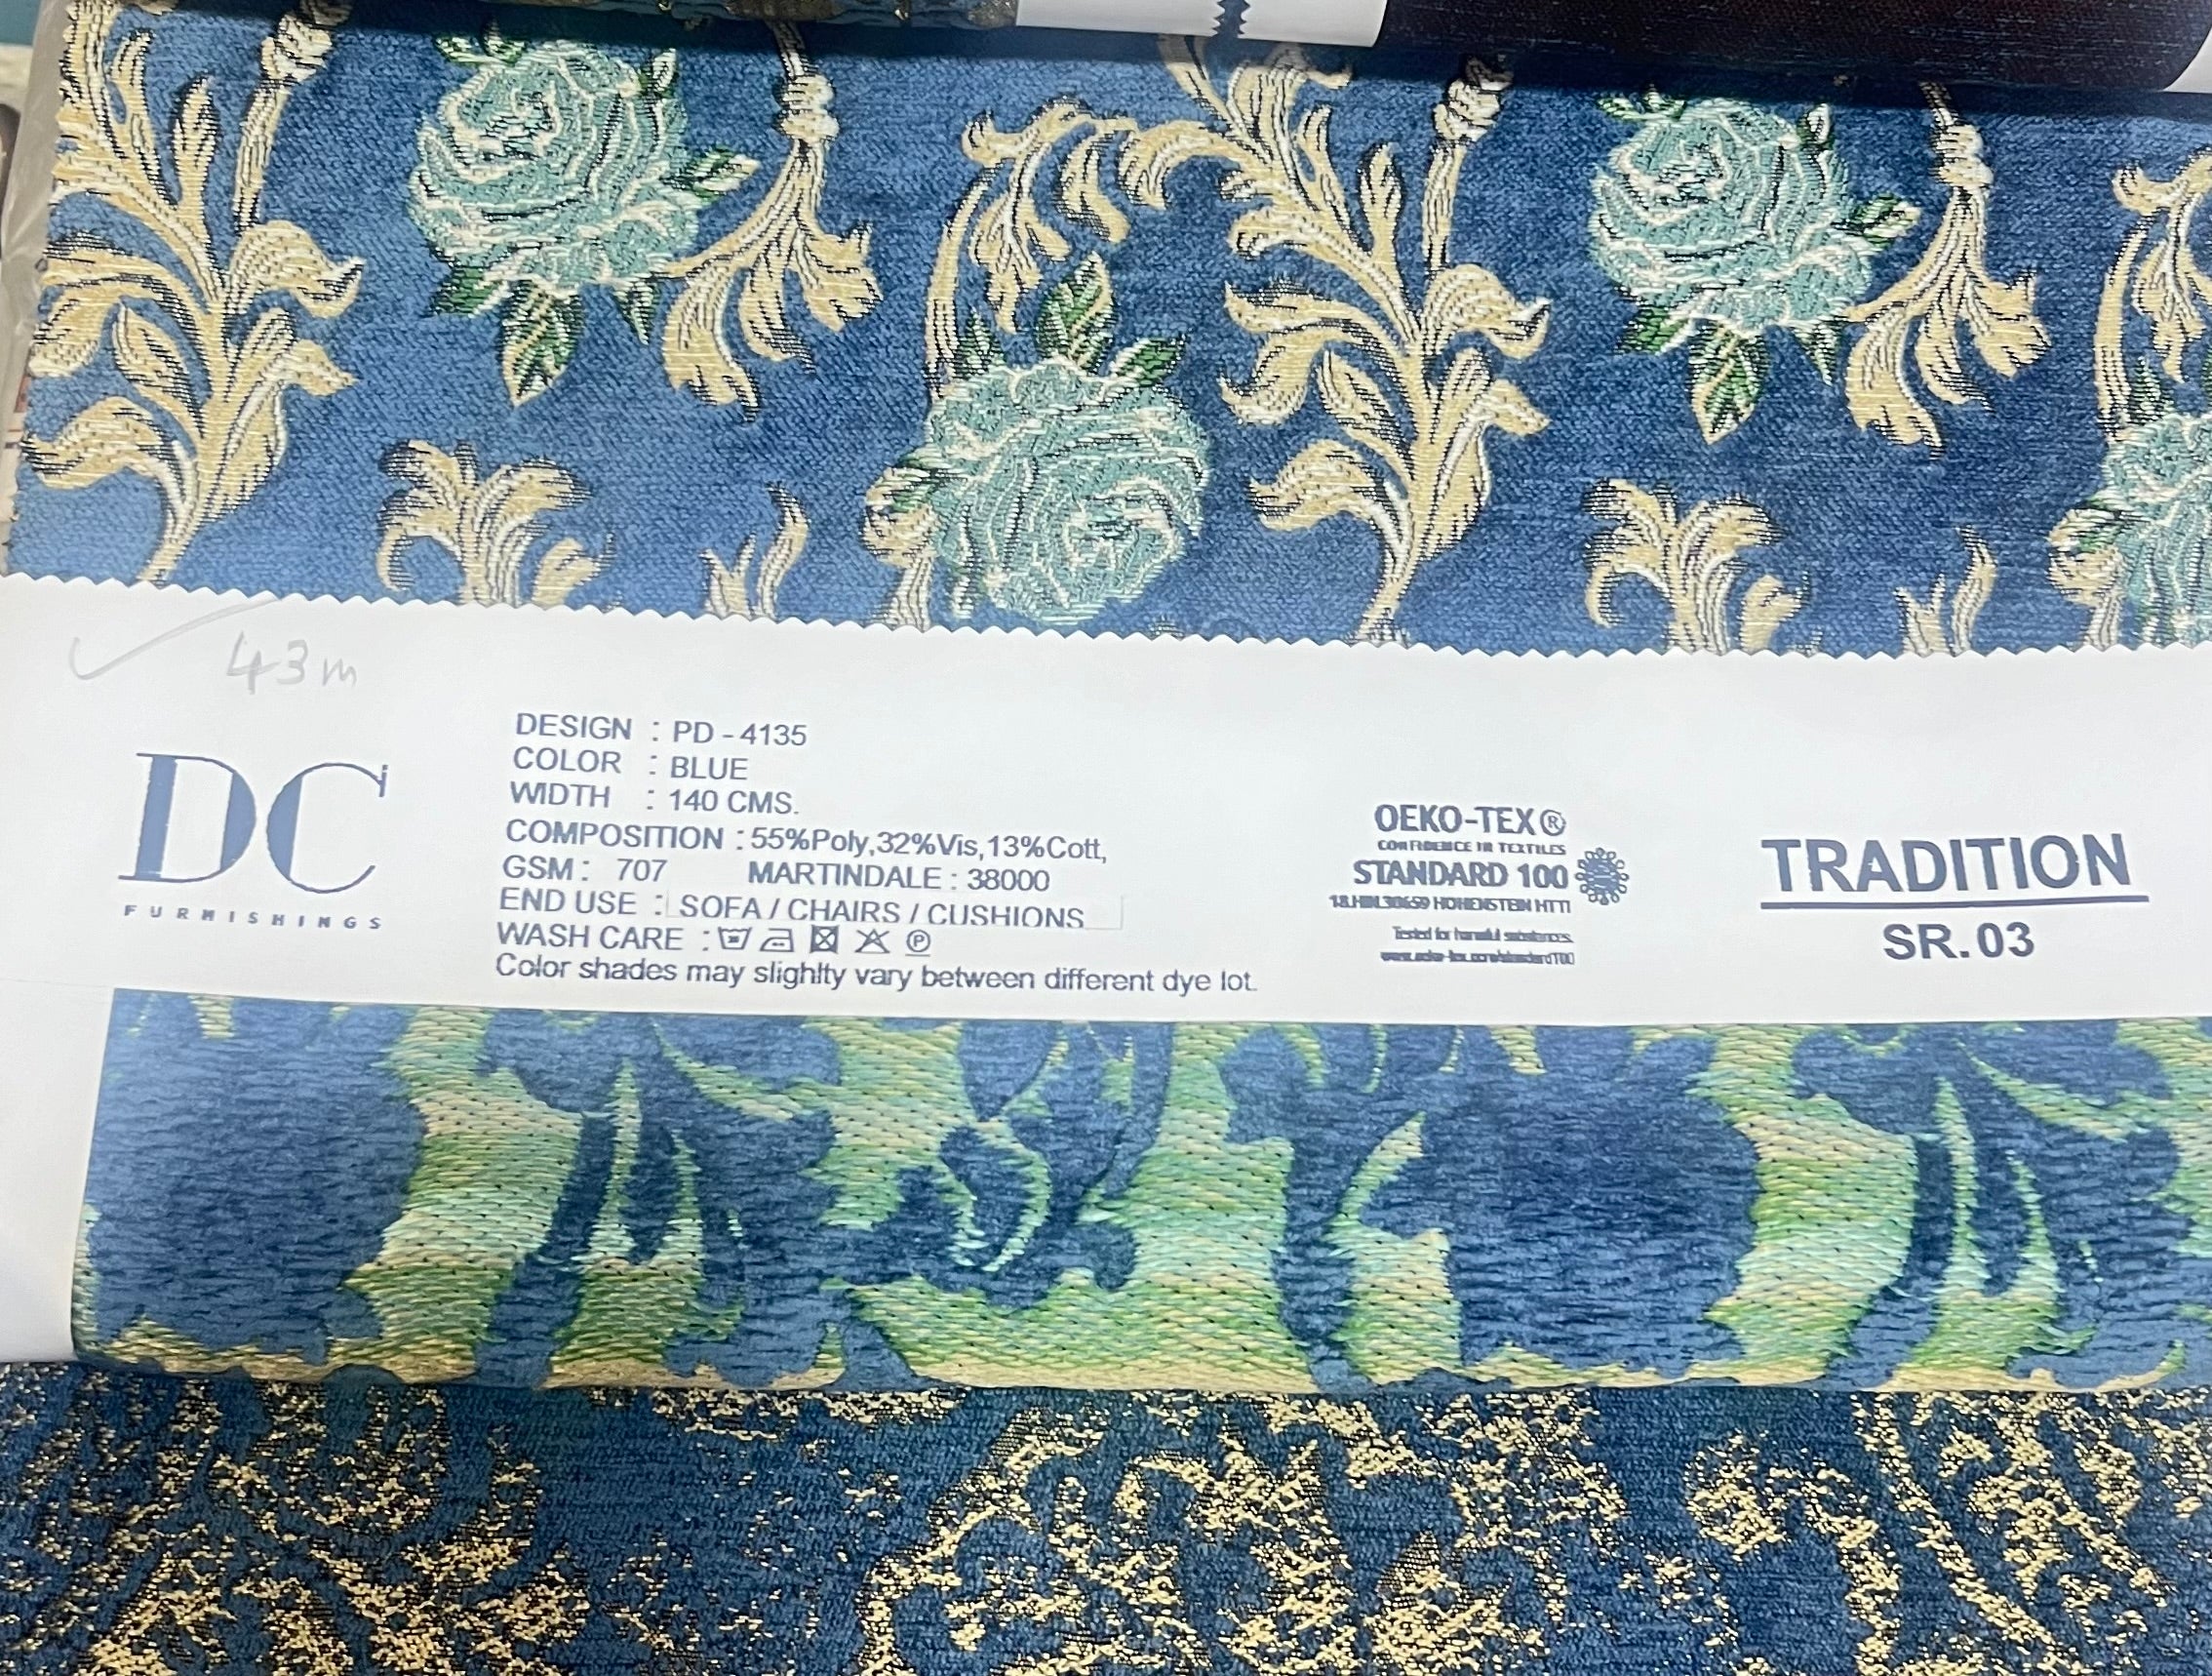 43m
DC
FURNISHINGS
DESIGN : PD - 4135
COLOR : BLUE
WIDTH : 140 CMS.
COMPOSITION : 55%Poly,32%Vis,13%Cott,
GSM : 707 MARTINDALE : 38000
END USE : SOFA / CHAIRS / CUSHIONS
WASH CARE :
Color shades may slighlty vary between different dye lot.
OEKO-TEX®
CONFIDENCE IN TEXTILES
STANDARD 100
HOHENSTEIN HTTI
Tested for harmful substances.
TRADITION
SR. 03